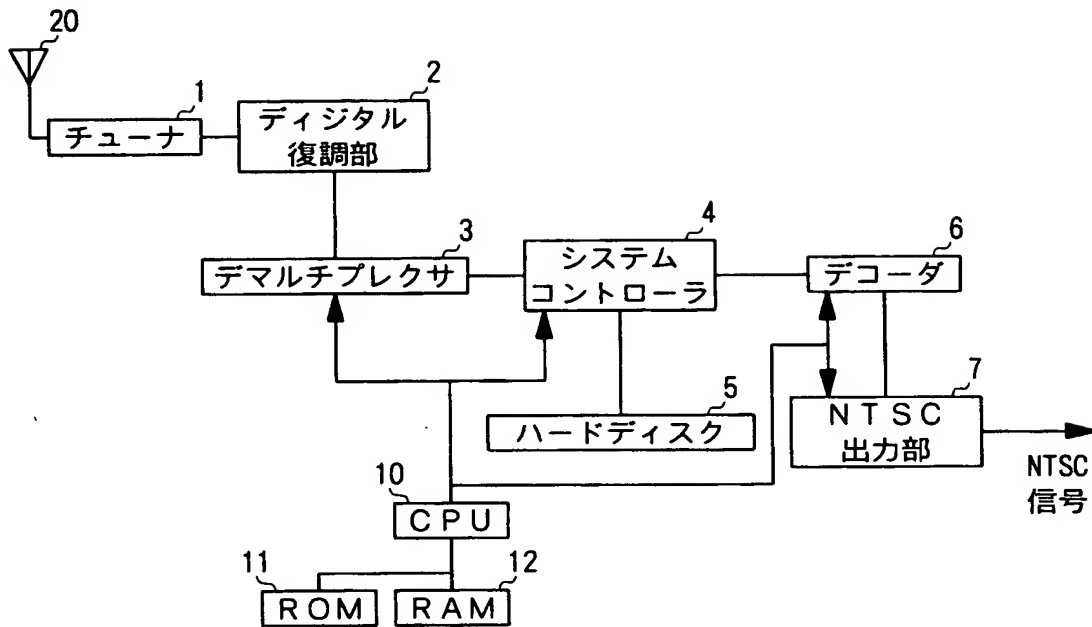 20
1
チューナ
2
ディジタル
復調部
3
デマルチプレクサ
4
システム
コントローラ
6
デコーダ
5
ハードディスク
7
NTSC
出力部
NTSC
信号
10
CPU
11
ROM
12
RAM